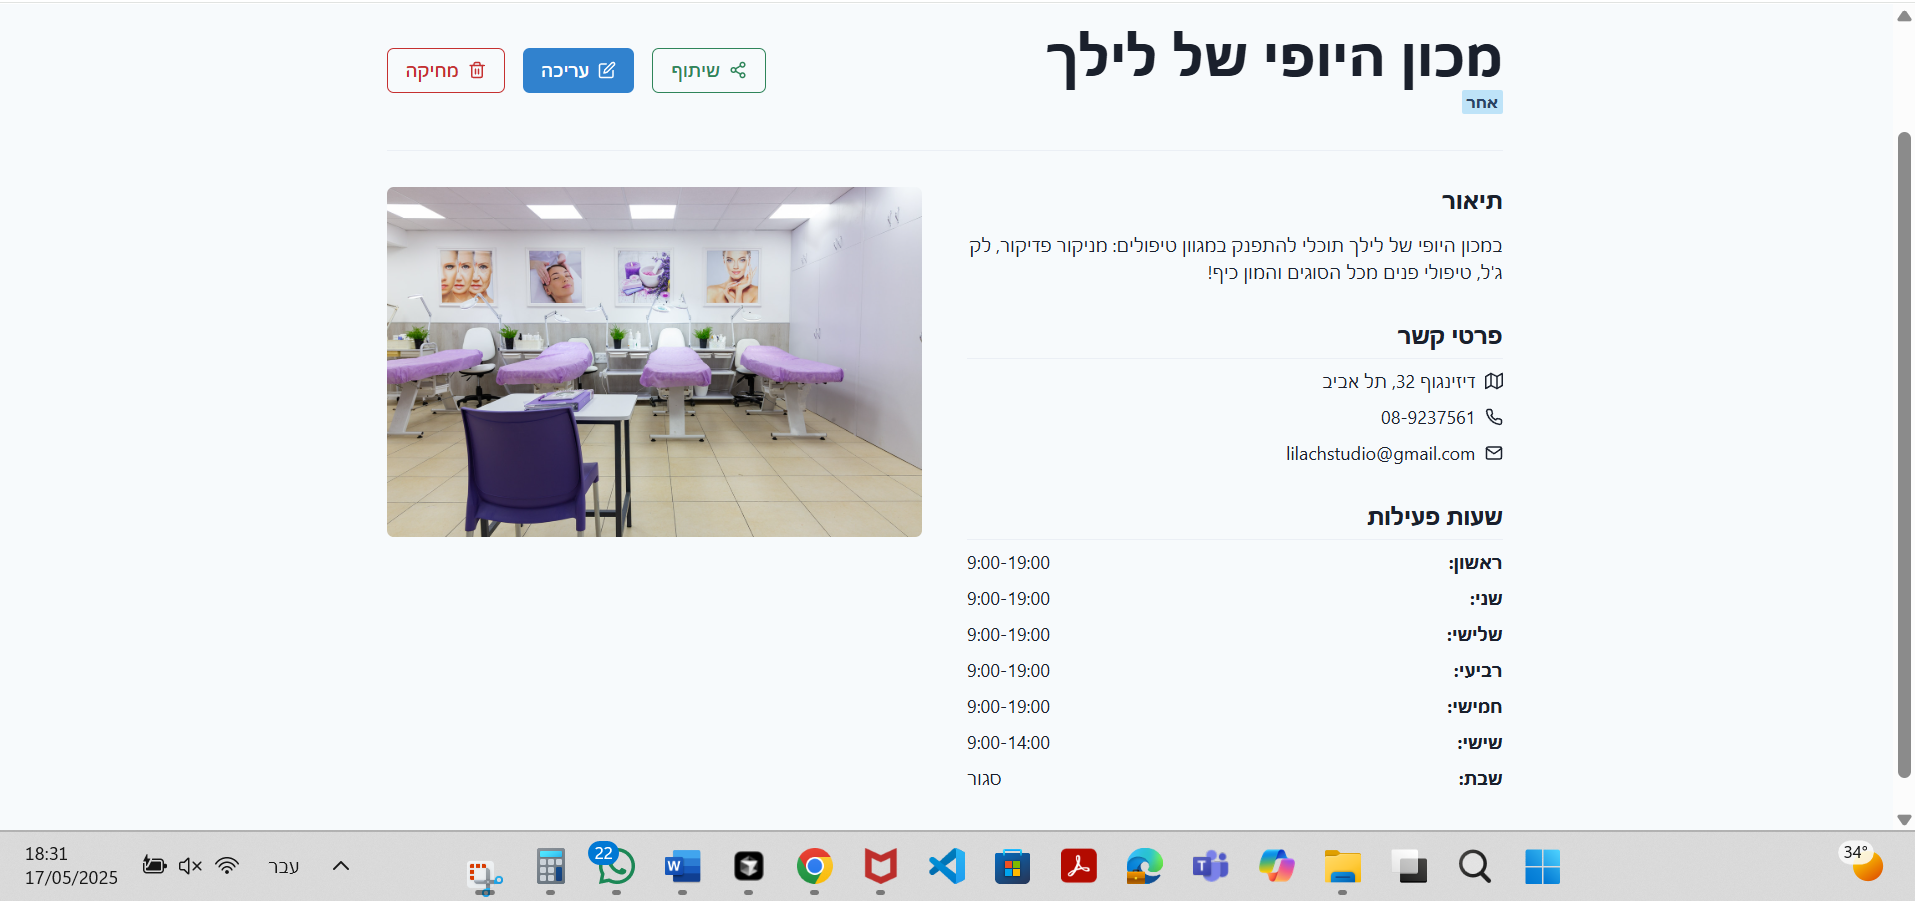 מכון היופי של לילך
אחר
שיתוף
עריכה
מחיקה
תיאור
במכון היופי של לילך תוכלי להתפנק במגוון טיפולים: מניקור פדיקור, לק
ג'ל, טיפולי פנים מכל הסוגים והמון כיף!
פרטי קשר
דיזינגוף 32, תל אביב
08-9237561
lilachstudio@gmail.com
שעות פעילות
ראשון: 9:00-19:00
שני: 9:00-19:00
שלישי: 9:00-19:00
רביעי: 9:00-19:00
חמישי: 9:00-19:00
שישי: 9:00-14:00
שבת: סגור
34°
22
W
T
עבר
18:31
17/05/2025